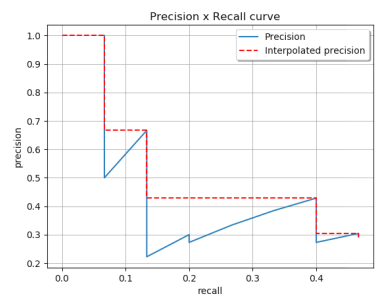 Precision x Recall curve
Precision
Interpolated precision
1.0
0.9
0.8
0.7
0.6
0.5
0.4
0.3
0.2
precision
0.0 0.1 0.2 0.3 0.4
recall